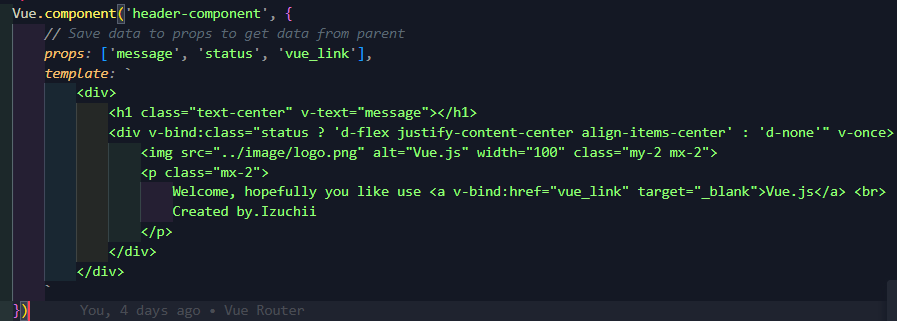 Vue.component('header-component', {
// Save data to props to get data from parent
props: ['message', 'status', 'vue_link'],
template: `
<div>
<h1 class="text-center" v-text="message"></h1>
<div v-bind:class="status ? 'd-flex justify-content-center align-items-center' : 'd-none'" v-once>
<img src="../image/logo.png" alt="Vue.js" width="100" class="my-2 mx-2">
<p class="mx-2">
Welcome, hopefully you like use <a v-bind:href="vue_link" target="_blank">Vue.js</a> <br>
Created by.Izuchii
</p>
</div>
</div>
`
}) You, 4 days ago • Vue Router